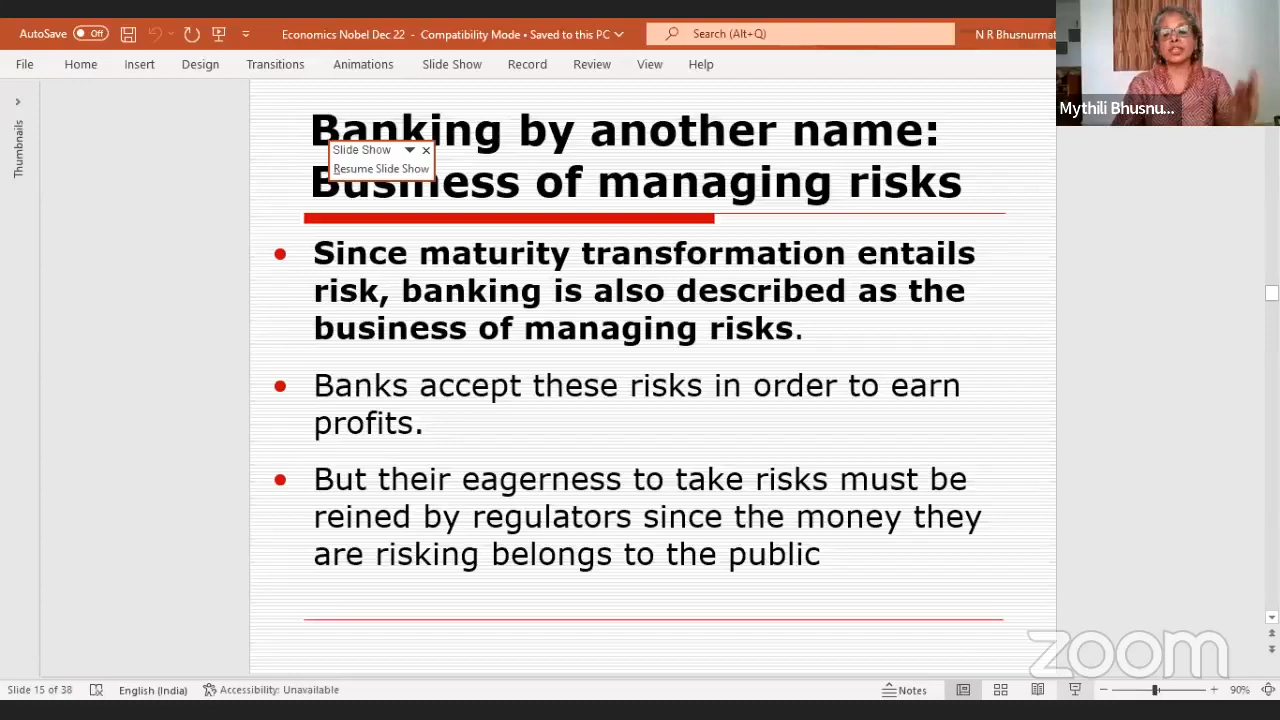 AutoSave Off Economics Nobel Dec 22 - Compatibility Mode • Saved to this PC Search (Alt+Q) N R Bhusnurmat
File Home Insert Design Transitions Animations Slide Show Record Review View Help
Mythili Bhusnu...
Thumbnails
Banking by another name:
Slide Show
Resume Slide Show
Business of managing risks
Since maturity transformation entails
risk, banking is also described as the
business of managing risks.
Banks accept these risks in order to earn
profits.
But their eagerness to take risks must be
reined by regulators since the money they
are risking belongs to the public
zoom
Slide 15 of 38 English (India) Accessibility: Unavailable Notes 90%